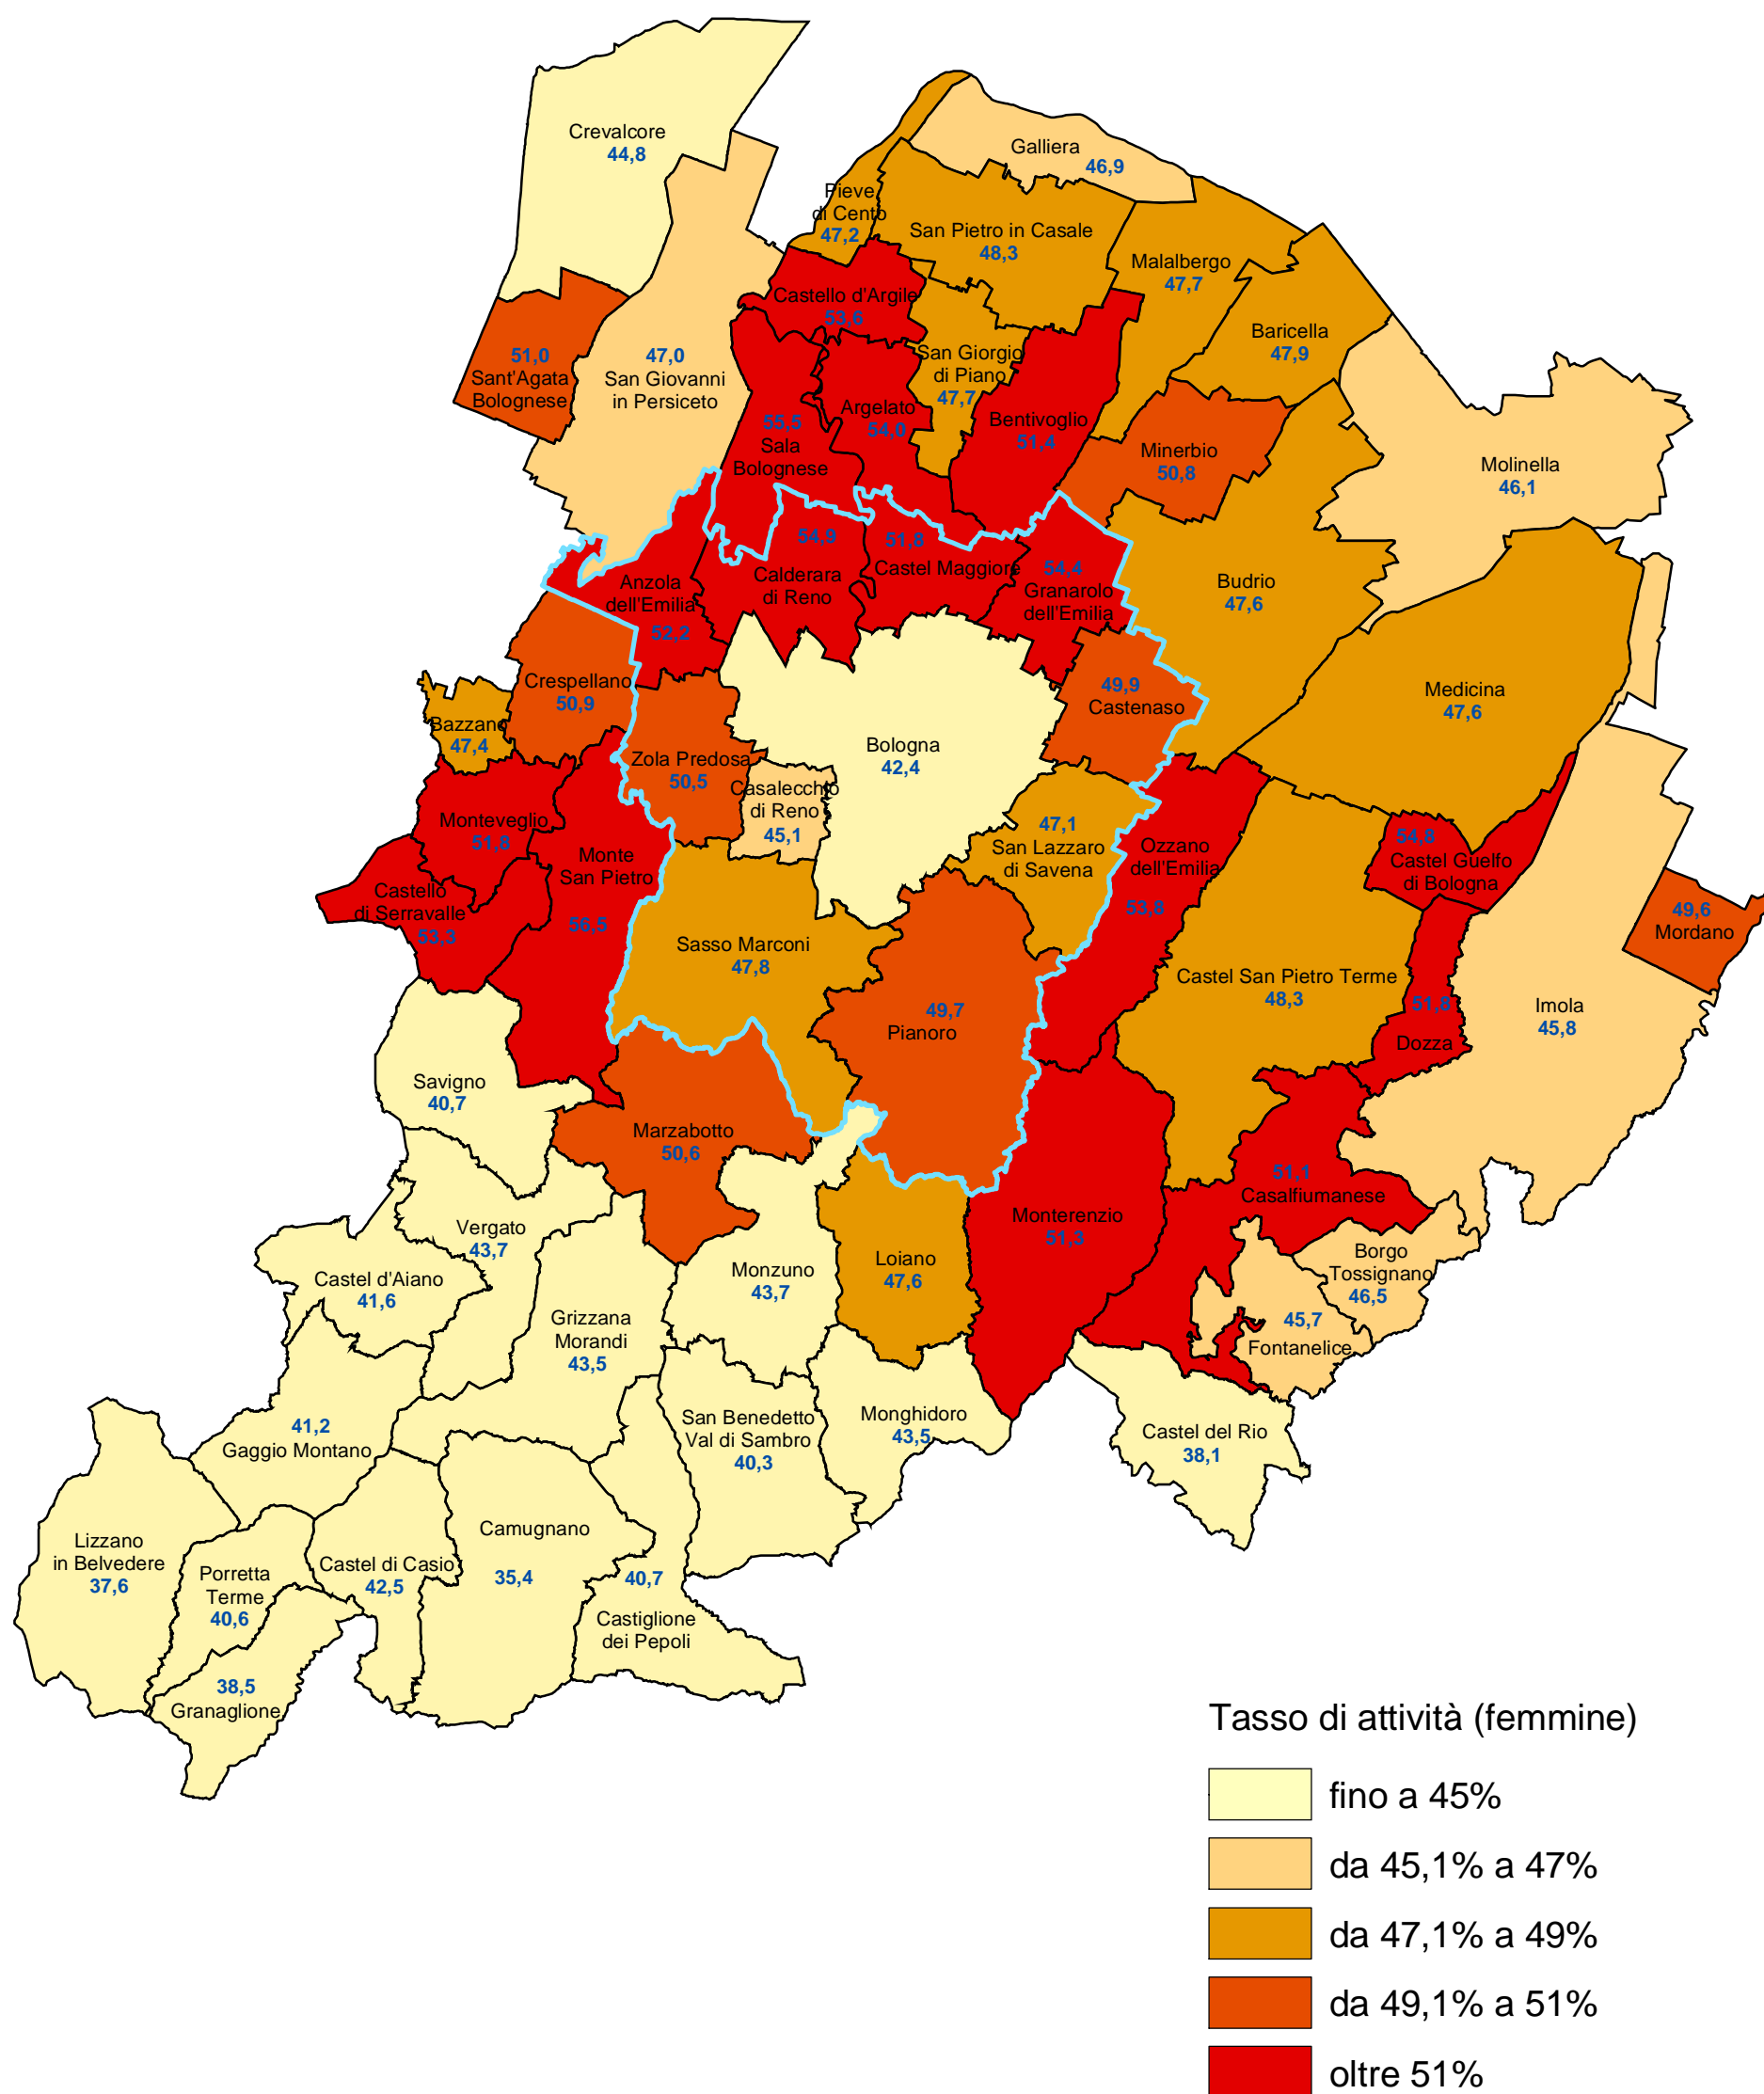 Crevalcore
44,8
Galliera
46,9
Pieve
di Cento
47,2
San Pietro in Casale
48,3
Malalbergo
47,7
Castello d'Argile
53,6
Baricella
47,9
51,0
Sant'Agata
Bolognese
47,0
San Giovanni
in Persiceto
San Giorgio
di Piano
47,7
Argelato
54,0
Bentivoglio
51,4
55,5
Sala
Bolognese
Minerbio
50,8
Molinella
46,1
54,9
Calderara
di Reno
51,8
Castel Maggiore
54,4
Granarolo
dell'Emilia
Anzola
dell'Emilia
52,2
Budrio
47,6
Crespellano
50,9
49,9
Castenaso
Medicina
47,6
Bazzano
47,4
Bologna
42,4
Zola Predosa
50,5
Casalecchio
di Reno
45,1
Monteveglio
51,8
47,1
San Lazzaro
di Savena
Ozzano
dell'Emilia
53,8
54,8
Castel Guelfo
di Bologna
Monte
San Pietro
56,5
Castello
di Serravalle
53,3
49,6
Mordano
Sasso Marconi
47,8
Castel San Pietro Terme
48,3
51,8
Dozza
Imola
45,8
49,7
Pianoro
Savigno
40,7
Marzabotto
50,6
51,1
Casalfiumanese
Vergato
43,7
Monterenzio
51,3
Castel d'Aiano
41,6
Monzuno
43,7
Loiano
47,6
Borgo
Tossignano
46,5
Grizzana
Morandi
43,5
45,7
Fontanelice
41,2
Gaggio Montano
San Benedetto
Val di Sambro
40,3
Monghidoro
43,5
Castel del Rio
38,1
Lizzano
in Belvedere
37,6
Porretta
Terme
40,6
Castel di Casio
42,5
Camugnano
35,4
40,7
Castiglione
dei Pepoli
38,5
Granaglione
Tasso di attività (femmine)
fino a 45%
da 45,1% a 47%
da 47,1% a 49%
da 49,1% a 51%
oltre 51%